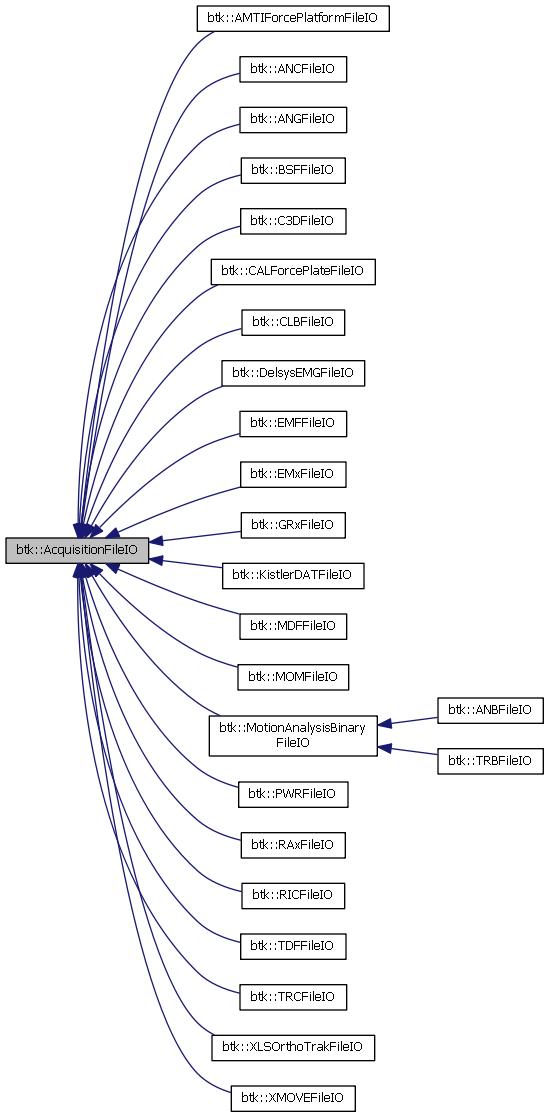 btk::AMTIForcePlatformFileIO
btk::ANCFileIO
btk::ANGFileIO
btk::BSFFileIO
btk::C3DFileIO
btk::CALForcePlateFileIO
btk::CLBFileIO
btk::DelsysEMGFileIO
btk::EMFFileIO
btk::EMxFileIO
btk::GRxFileIO
btk::AcquisitionFileIO
btk::KistlerDATFileIO
btk::MDFFileIO
btk::MOMFileIO
btk::MotionAnalysisBinary
FileIO
btk::ANBFileIO
btk::TRBFileIO
btk::PWRFileIO
btk::RAxFileIO
btk::RICFileIO
btk::TDFFileIO
btk::TRCFileIO
btk::XLSOrthoTrakFileIO
btk::XMOVEFileIO